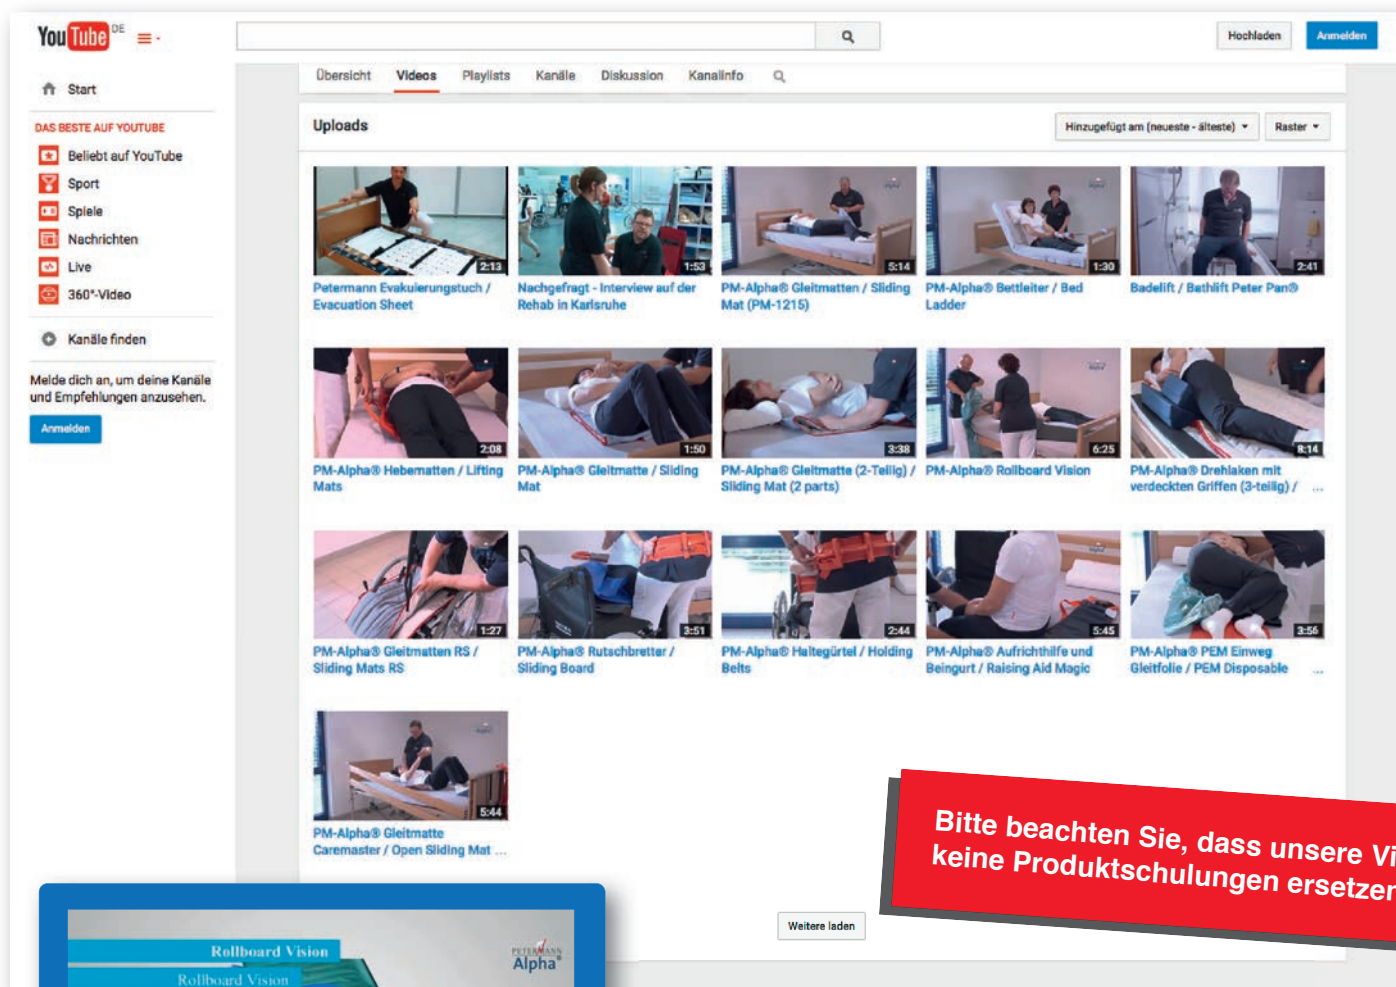 YouTube DE
Hochladen
Anmelden
Start
DAS BESTE AUF YOUTUBE
Beliebt auf YouTube
Sport
Spiele
Nachrichten
Live
360°-Video
Kanäle finden
Melde dich an, um deine Kanäle
und Empfehlungen anzusehen.
Anmelden
Übersicht Videos Playlists Kanäle Diskussion Kanalinfo
Uploads
Hinzugefügt am (neueste - älteste)
Raster
2:13
Petermann Evakuierungstuch /
Evacuation Sheet
1:53
Nachgefragt - Interview auf der
Rehab in Karlsruhe
5:14
PM-Alpha® Gleitmatten / Sliding
Mat (PM-1215)
1:30
PM-Alpha® Bettleiter / Bed
Ladder
2:41
Badelift / Bathlift Peter Pan®
2:08
PM-Alpha® Hebematten / Lifting
Mats
1:50
PM-Alpha® Gleitmatte / Sliding
Mat
3:38
PM-Alpha® Gleitmatte (2-Teilig) /
Sliding Mat (2 parts)
6:25
PM-Alpha® Rollboard Vision
8:14
PM-Alpha® Drehlaken mit
verdeckten Griffen (3-teilig) / ...
1:27
PM-Alpha® Gleitmatten RS /
Sliding Mats RS
3:51
PM-Alpha® Rutschbretter /
Sliding Board
2:44
PM-Alpha® Haltegürtel / Holding
Belts
5:45
PM-Alpha® Aufrichthilfe und
Beingurt / Raising Aid Magic
3:56
PM-Alpha® PEM Einweg
Gleitfolie / PEM Disposable ...
5:44
PM-Alpha® Gleitmatte
Caremaster / Open Sliding Mat ...
Bitte beachten Sie, dass unsere Vi
keine Produktschulungen ersetzen
Weitere laden
Rollboard Vision
Rollboard Vision
PETERMANN
Alpha®